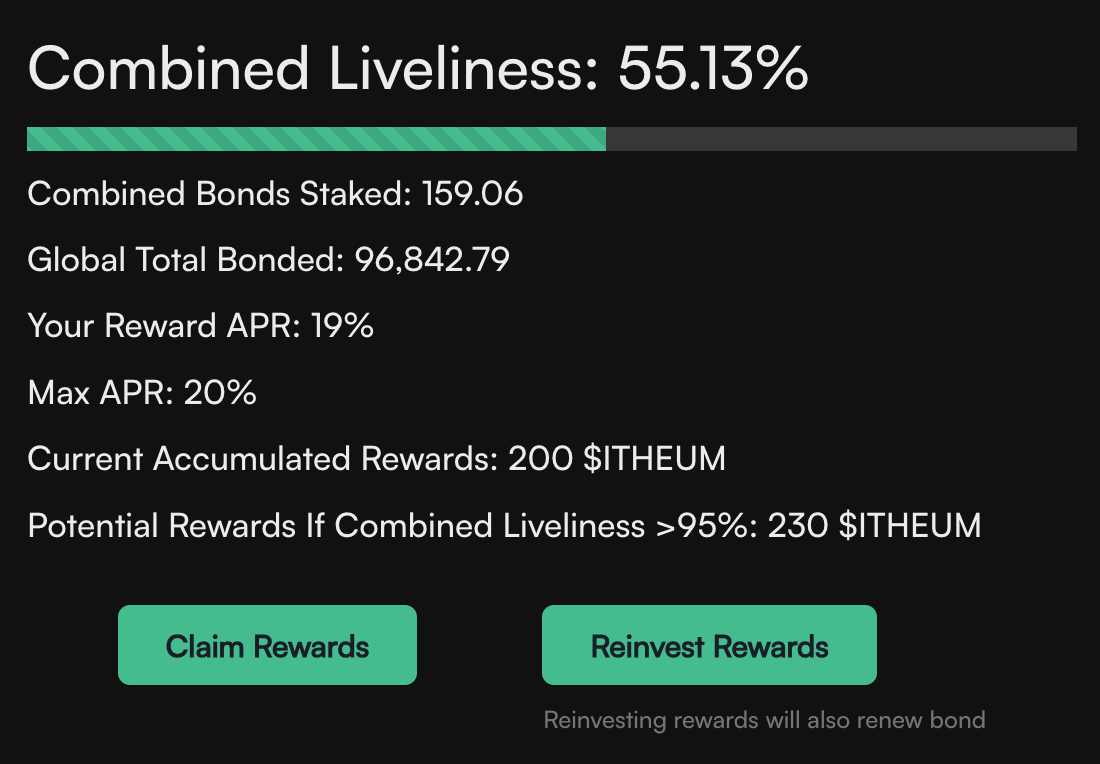 Combined Liveliness: 55.13%
Combined Bonds Staked: 159.06
Global Total Bonded: 96,842.79
Your Reward APR: 19%
Max APR: 20%
Current Accumulated Rewards: 200 $ITHEUM
Potential Rewards If Combined Liveliness >95%: 230 $ITHEUM
Claim Rewards
Reinvest Rewards
Reinvesting rewards will also renew bond